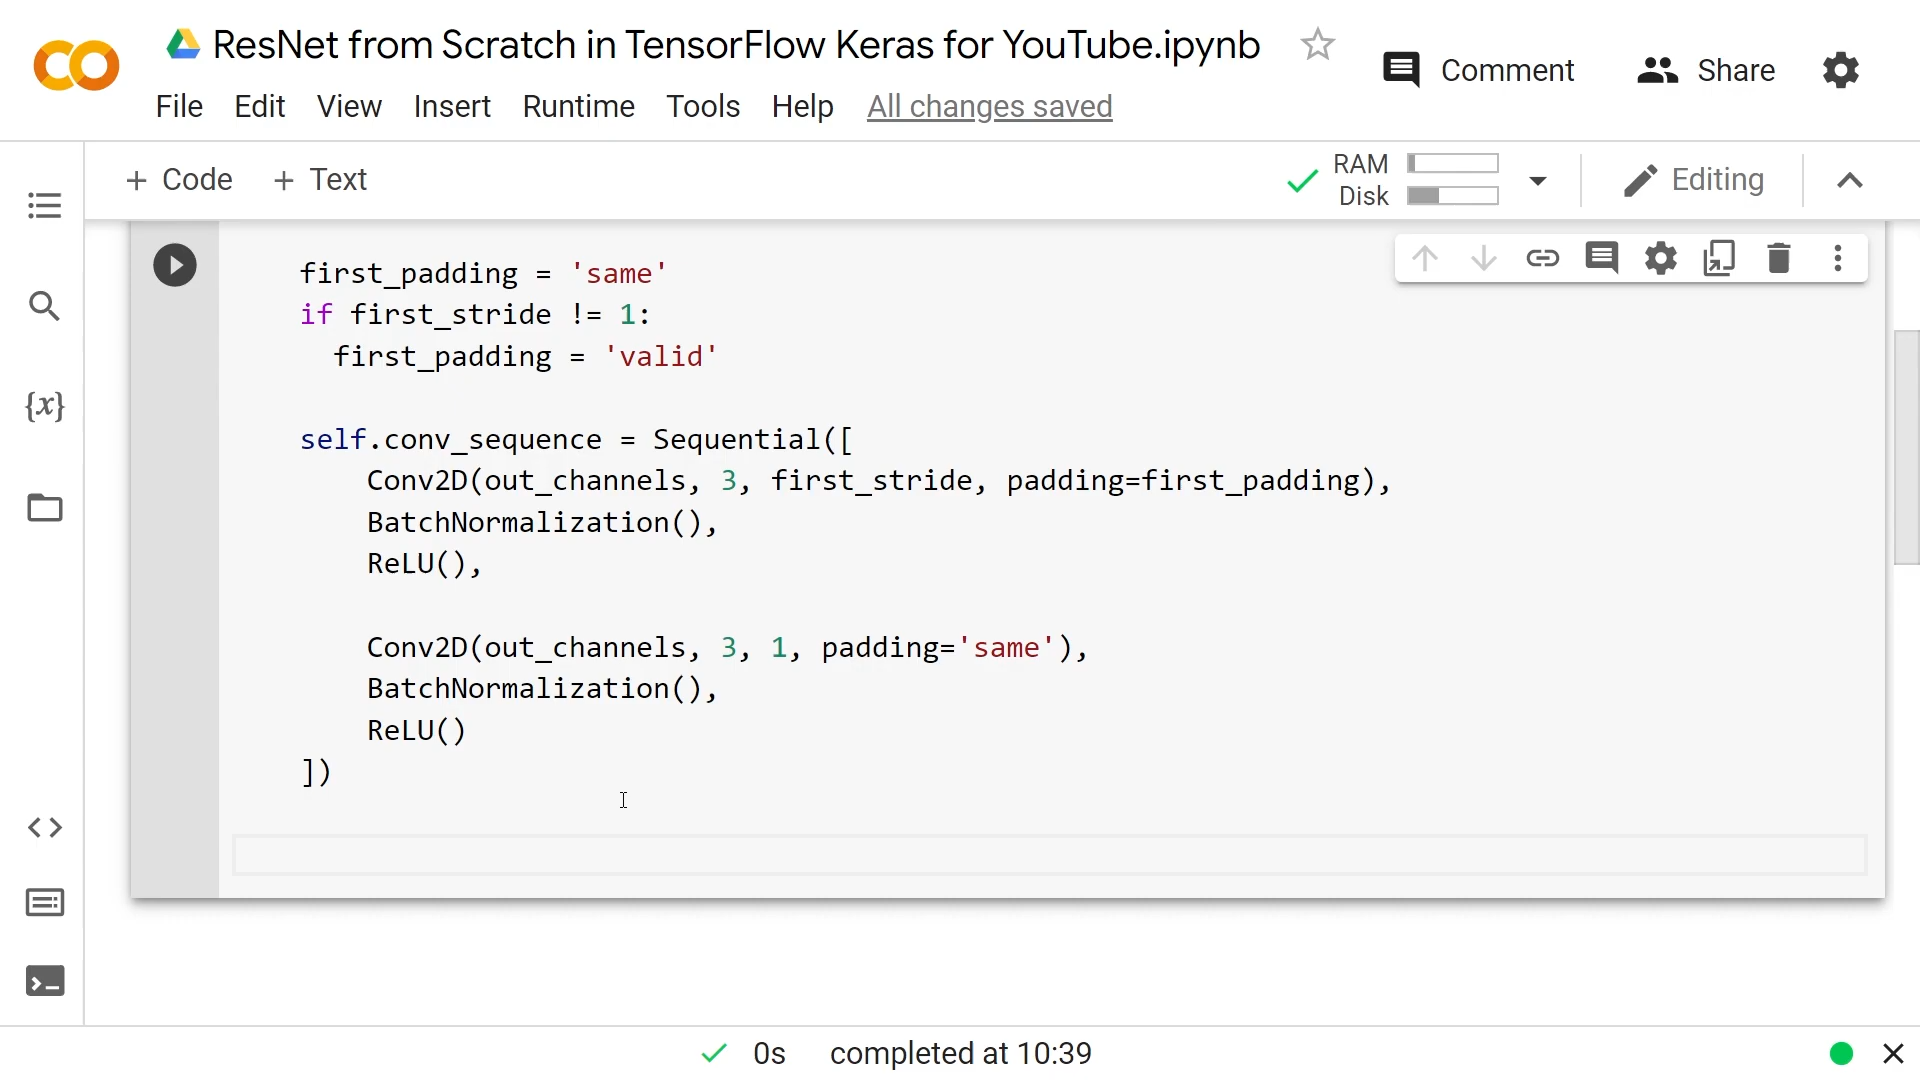 ResNet from Scratch in TensorFlow Keras for YouTube.ipynb
Comment
Share
File Edit View Insert Runtime Tools Help All changes saved
+ Code + Text
RAM
Disk
Editing
{x}
first_padding = 'same'
if first_stride != 1:
first_padding = 'valid'
self.conv_sequence = Sequential([
Conv2D(out_channels, 3, first_stride, padding=first_padding),
BatchNormalization(),
ReLU(),
Conv2D(out_channels, 3, 1, padding='same'),
BatchNormalization(),
ReLU()
])
0s completed at 10:39